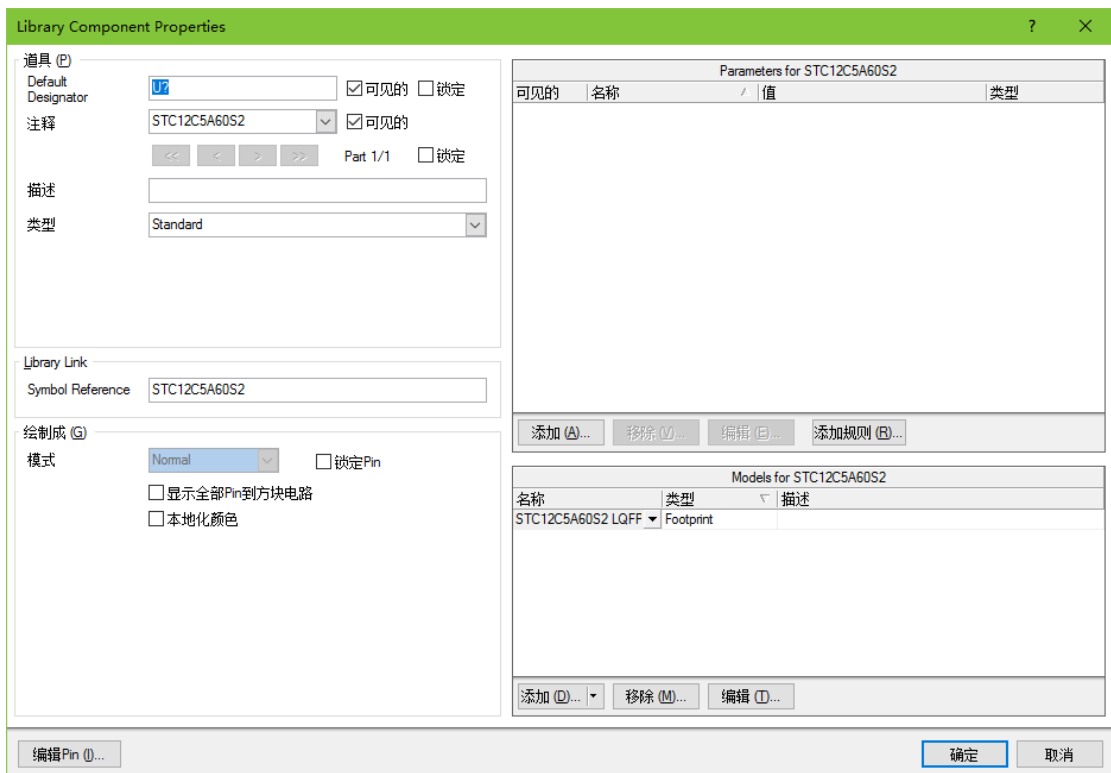 Library Component Properties
?
道具 (P)
Default
Designator
U?
可见的
锁定
注释
STC12C5A60S2
可见的
<<
<
>
>>
Part 1/1
锁定
描述
类型
Standard
Library Link
Symbol Reference
STC12C5A60S2
绘制成 (G)
模式
Normal
锁定Pin
显示全部Pin到方块电路
本地化颜色
Parameters for STC12C5A60S2
可见的 名称 值 类型
添加 (A)... 移除 (V)... 编辑 (E)... 添加规则 (R)...
Models for STC12C5A60S2
名称 类型 描述
STC12C5A60S2 LQFF Footprint
添加 (D)... 移除 (M)... 编辑 (T)...
编辑Pin (I)...
确定 取消